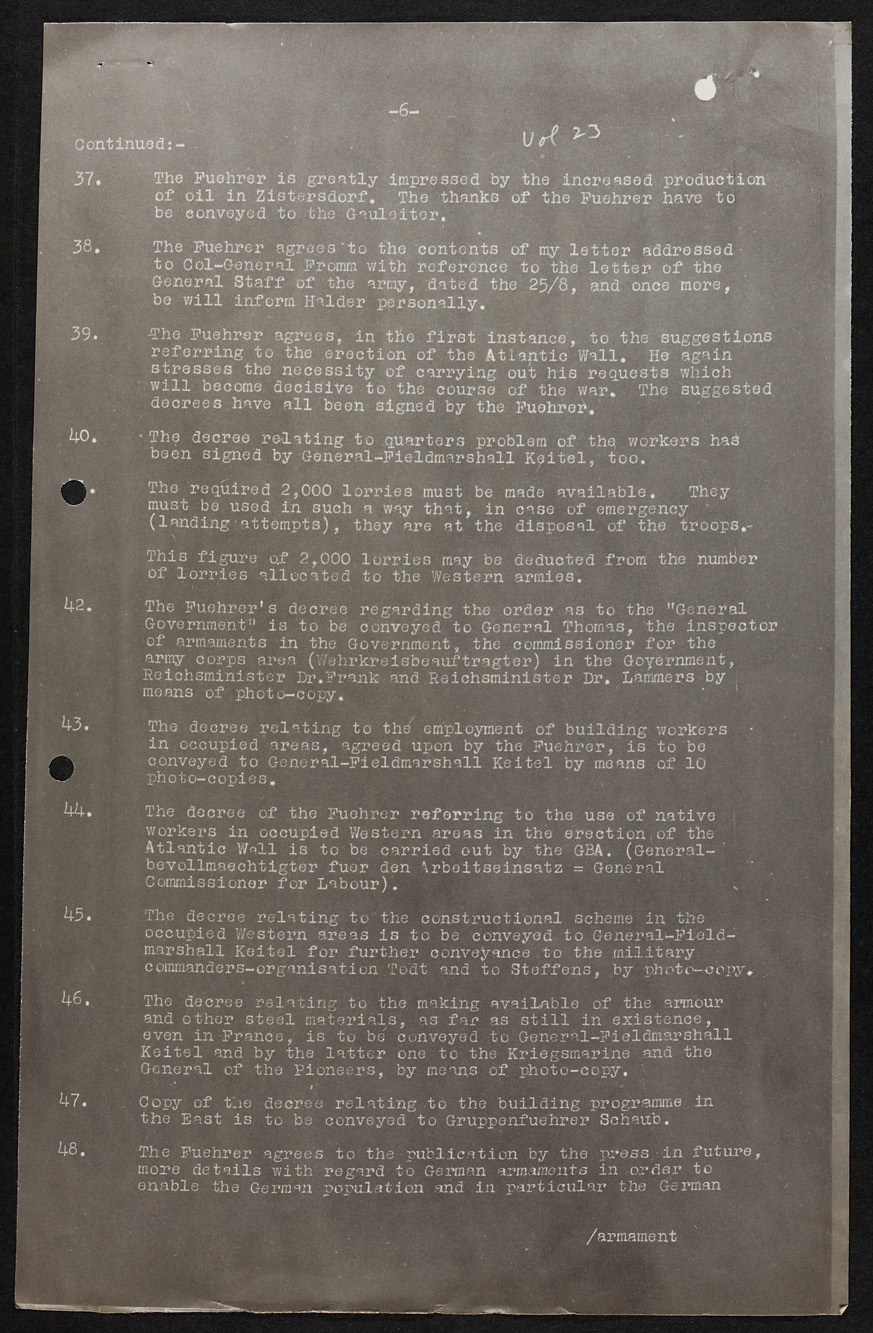 -6-
Vol 23
Continued:-
37. The Fuehrer is greatly impressed by the increased production
of oil in Zistersdorf. The thanks of the Fuehrer have to
be conveyed to the Gauleiter.
38. The Fuehrer agrees to the contents of my letter addressed
to Col-General Fromm with reference to the letter of the
General Staff of the army, dated the 25/8, and once more,
be will inform Halder personally.
39. The Fuehrer agrees, in the first instance, to the suggestions
referring to the erection of the Atlantic Wall. He again
stresses the necessity of carrying out his requests which
will become decisive to the course of the war. The suggested
decrees have all been signed by the Fuehrer.
40. The decree relating to quarters problem of the workers has
been signed by General-Fieldmarshall Keitel, too.
The required 2,000 lorries must be made available. They
must be used in such a way that, in case of emergency
(landing attempts), they are at the disposal of the troops.-
This figure of 2,000 lorries may be deducted from the number
of lorries allocated to the Western armies.
42. The Fuehrer's decree regarding the order as to the "General
Government" is to be conveyed to General Thomas, the inspector
of armaments in the Government, the commissioner for the
army corps area (Wehrkreisbeauftragter) in the Government,
Reichsminister Dr.Frank and Reichsminister Dr. Lammers by
means of photo-copy.
43. The decree relating to the employment of building workers
in occupied areas, agreed upon by the Fuehrer, is to be
conveyed to General-Fieldmarshall Keitel by means of 10
photo-copies.
44. The decree of the Fuehrer referring to the use of native
workers in occupied Western areas in the erection of the
Atlantic Wall is to be carried out by the GBA. (General-
bevollmaechtigter fuer den Arbeitseinsatz = General
Commissioner for Labour).
45. The decree relating to the constructional scheme in the
occupied Western areas is to be conveyed to General-Field-
marshall Keitel for further conveyance to the military
commanders-organisation Todt and to Steffens, by photo-copy.
46. The decree relating to the making available of the armour
and other steel materials, as far as still in existence,
even in France, is to be conveyed to General-Fieldmarshall
Keitel and by the latter one to the Kriegsmarine and the
General of the Pioneers, by means of photo-copy.
47. Copy of the decree relating to the building programme in
the East is to be conveyed to Gruppenfuehrer Schaub.
48. The Fuehrer agrees to the publication by the press in future,
more details with regard to German armaments in order to
enable the German population and in particular the German
/armament